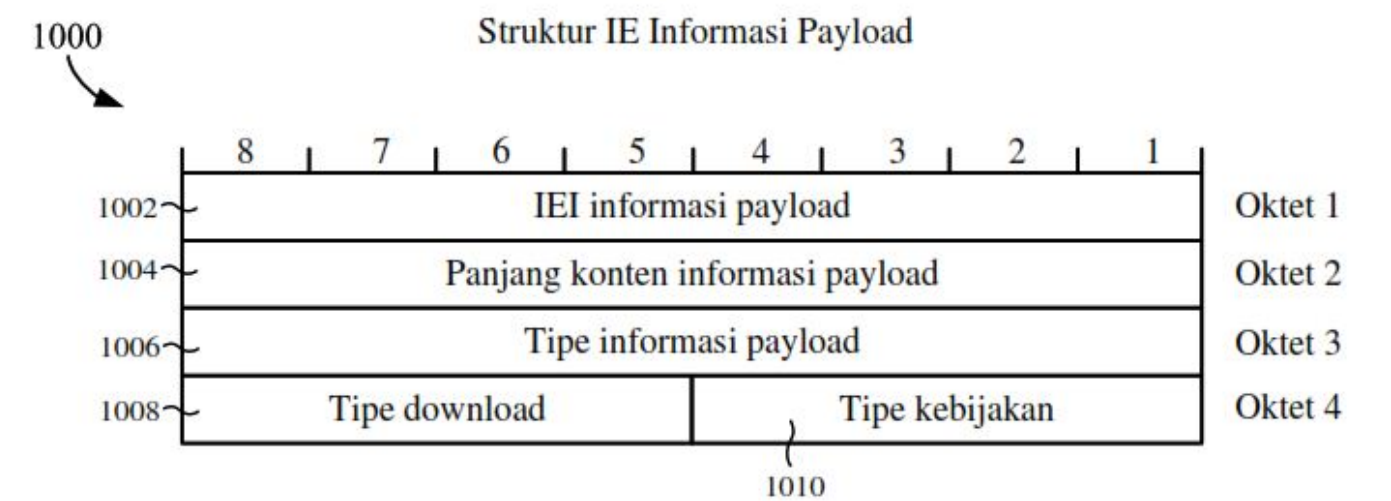 1000
Struktur IE Informasi Payload
8 7 6 5 4 3 2 1
1002 IEI informasi payload Oktet 1
1004 Panjang konten informasi payload Oktet 2
1006 Tipe informasi payload Oktet 3
1008 Tipe download Tipe kebijakan Oktet 4
1010